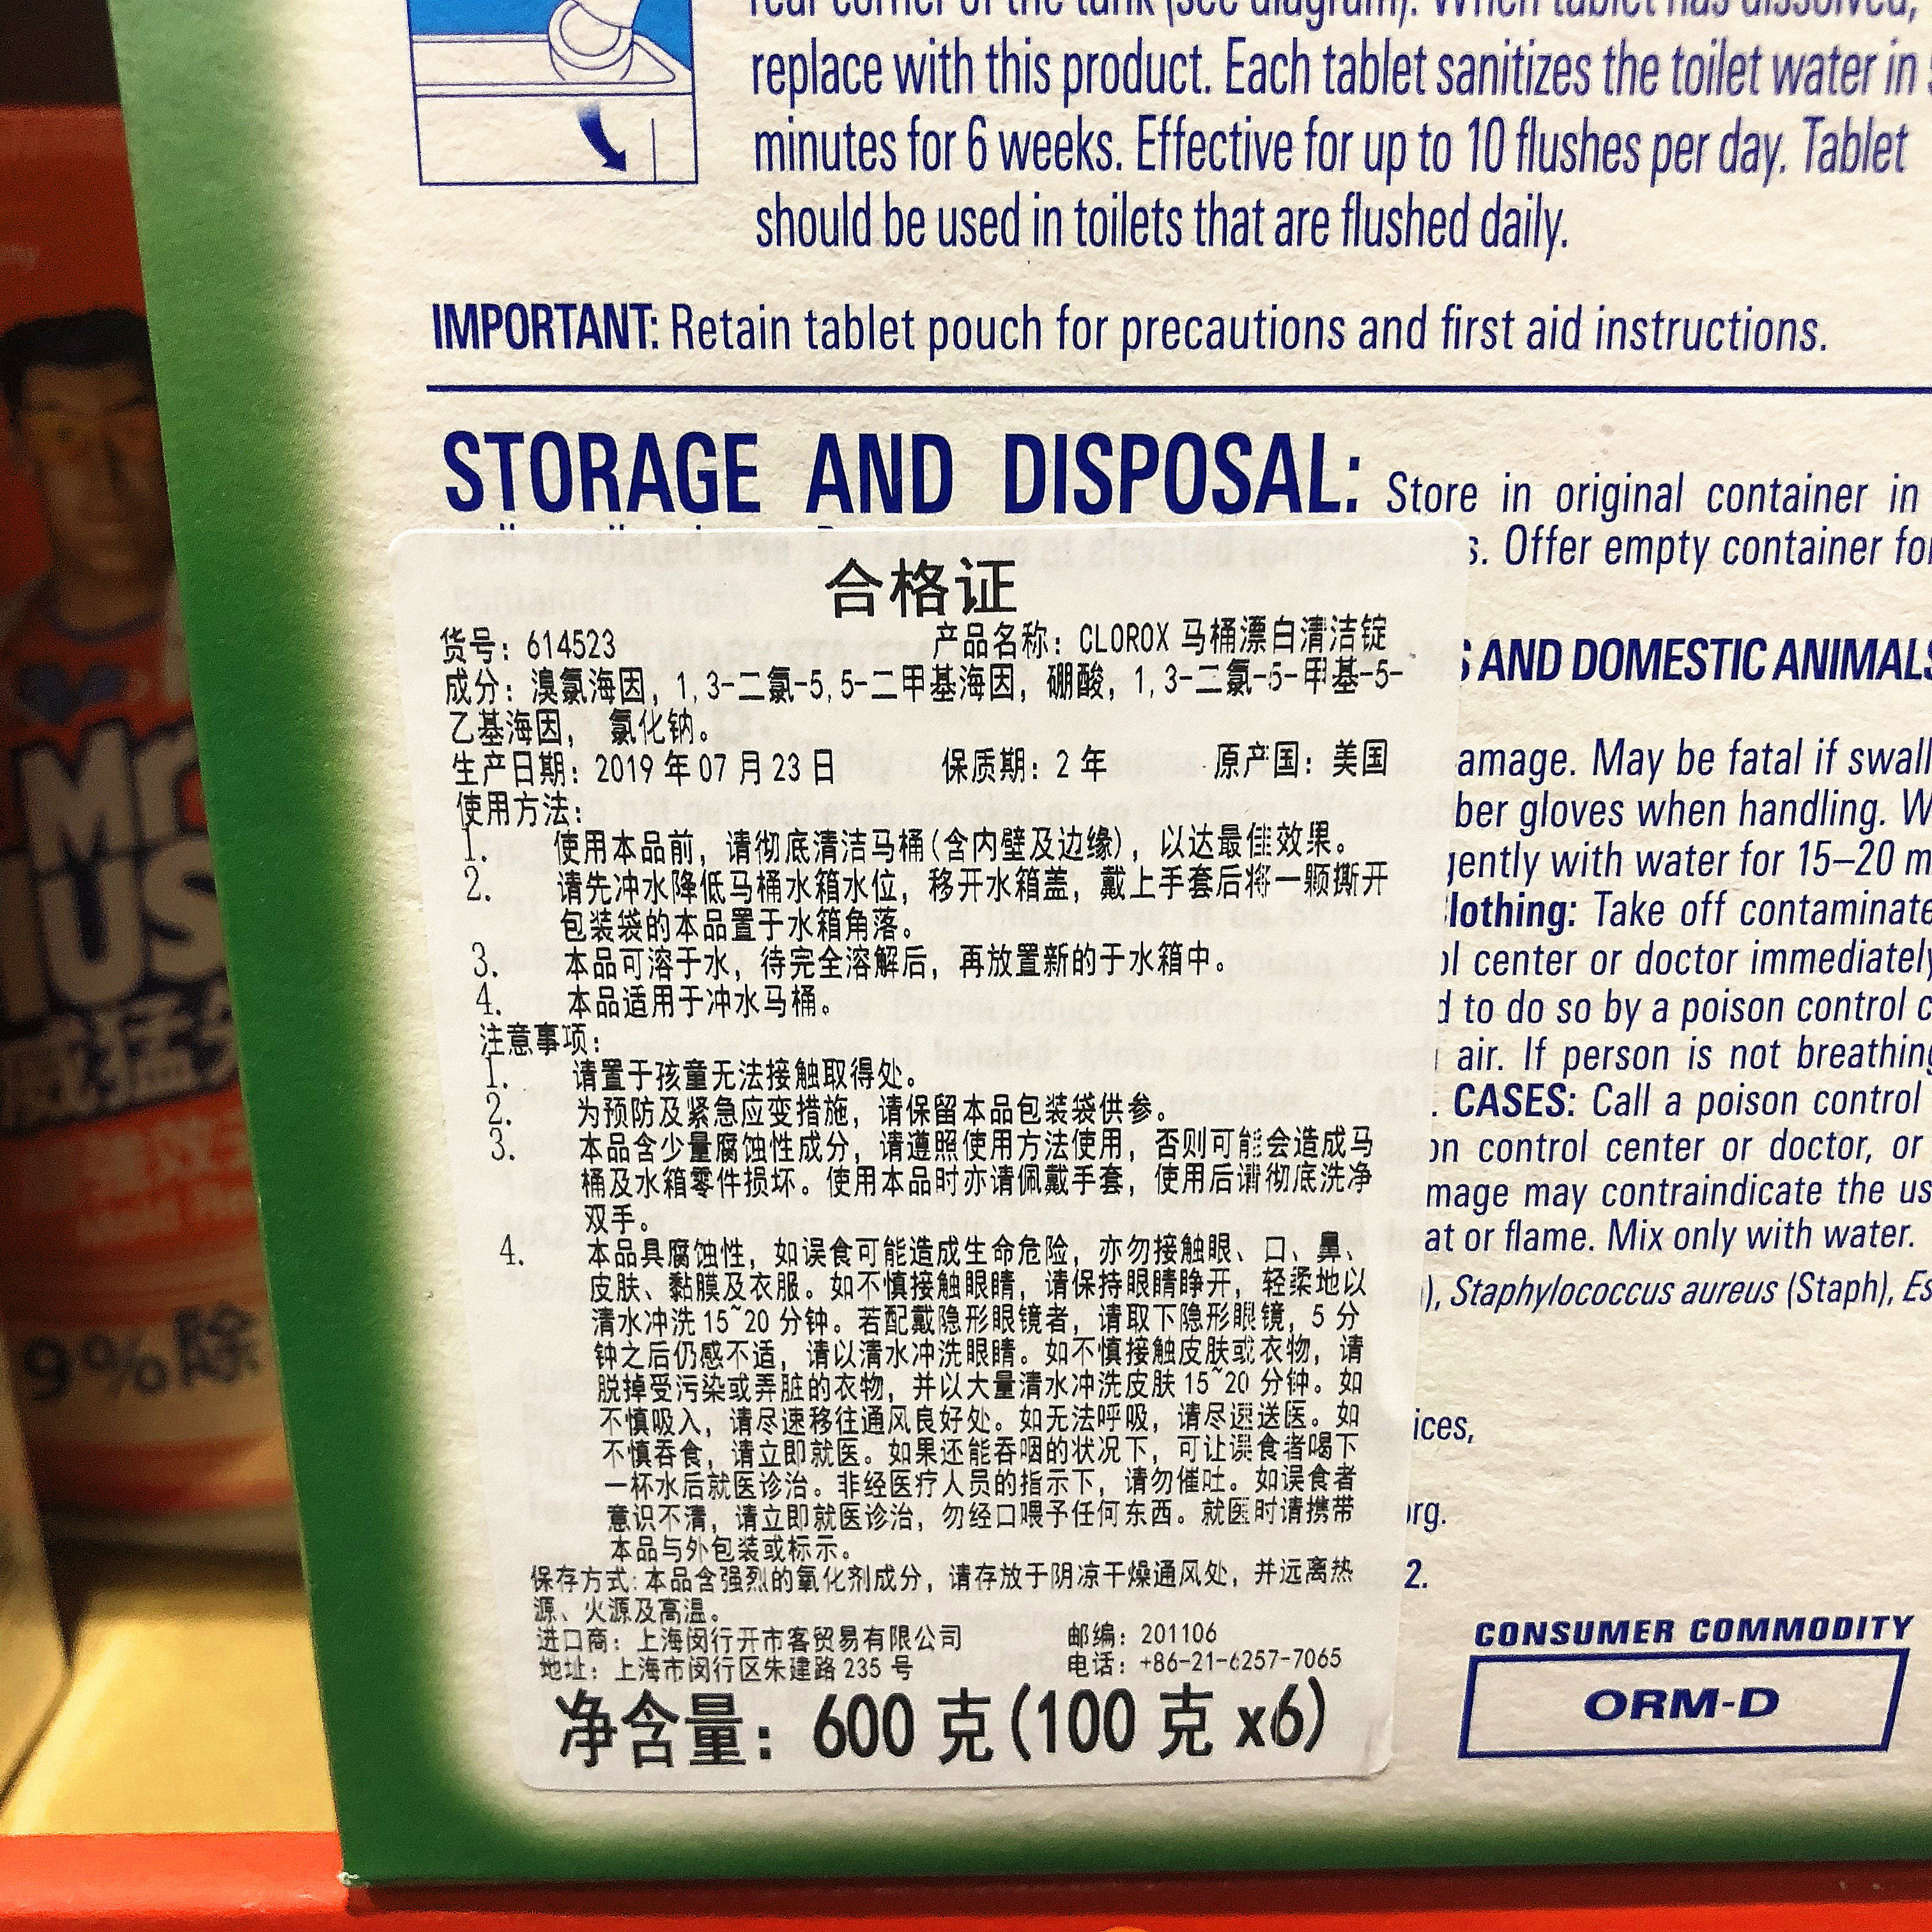 rear corner of the tank (see diagram). When tablet has dissolved,
replace with this product. Each tablet sanitizes the toilet water in
minutes for 6 weeks. Effective for up to 10 flushes per day. Tablet
should be used in toilets that are flushed daily.
IMPORTANT: Retain tablet pouch for precautions and first aid instructions.
STORAGE AND DISPOSAL: Store in original container in
s. Offer empty container for
合格证
货号：614523 产品名称：CLOROX 马桶漂白清洁锭
成分：溴氯海因，1,3-二氯-5,5-二甲基海因，硼酸，1,3-二氯-5-甲基-5-
乙基海因， 氯化钠。
生产日期：2019 年 07 月 23 日 保质期：2 年 原产国：美国
使用方法：
1. 使用本品前，请彻底清洁马桶(含内壁及边缘)，以达最佳效果。
2. 请先冲水降低马桶水箱水位，移开水箱盖，戴上手套后将一颗撕开
包装袋的本品置于水箱角落。
3. 本品可溶于水，待完全溶解后，再放置新的于水箱中。
4. 本品适用于冲水马桶。
注意事项：
1. 请置于孩童无法接触取得处。
2. 为预防及紧急应变措施，请保留本品包装袋供参。
3. 本品含少量腐蚀性成分，请遵照使用方法使用，否则可能会造成马
桶及水箱零件损坏。使用本品时亦请佩戴手套，使用后请彻底洗净
双手。
4. 本品具腐蚀性，如误食可能造成生命危险，亦勿接触眼、口、鼻、
皮肤、黏膜及衣服。如不慎接触眼睛，请保持眼睛睁开，轻柔地以
清水冲洗 15~20 分钟。若配戴隐形眼镜者，请取下隐形眼镜，5 分
钟之后仍感不适，请以清水冲洗眼睛。如不慎接触皮肤或衣物，请
脱掉受污染或弄脏的衣物，并以大量清水冲洗皮肤 15~20 分钟。如
不慎吸入，请尽速移往通风良好处。如无法呼吸，请尽速送医。如
不慎吞食，请立即就医。如果还能吞咽的状况下，可让误食者喝下
一杯水后就医诊治。非经医疗人员的指示下，请勿催吐。如误食者
意识不清，请立即就医诊治，勿经口喂予任何东西。就医时请携带
本品与外包装或标示。
保存方式：本品含强烈的氧化剂成分，请存放于阴凉干燥通风处，并远离热
源、火源及高温。
进口商：上海闵行开市客贸易有限公司 邮编：201106
地址：上海市闵行区朱建路 235 号 电话：+86-21-6257-7065
净含量：600 克(100 克 x6)
S AND DOMESTIC ANIMALS
amage. May be fatal if swall
ber gloves when handling. W
gently with water for 15–20 m
lothing: Take off contaminate
ol center or doctor immediately
d to do so by a poison control c
air. If person is not breathing
. CASES: Call a poison control
on control center or doctor, or
mage may contraindicate the us
at or flame. Mix only with water.
), Staphylococcus aureus (Staph), Es
ices,
org.
2.
CONSUMER COMMODITY
ORM-D
9%除